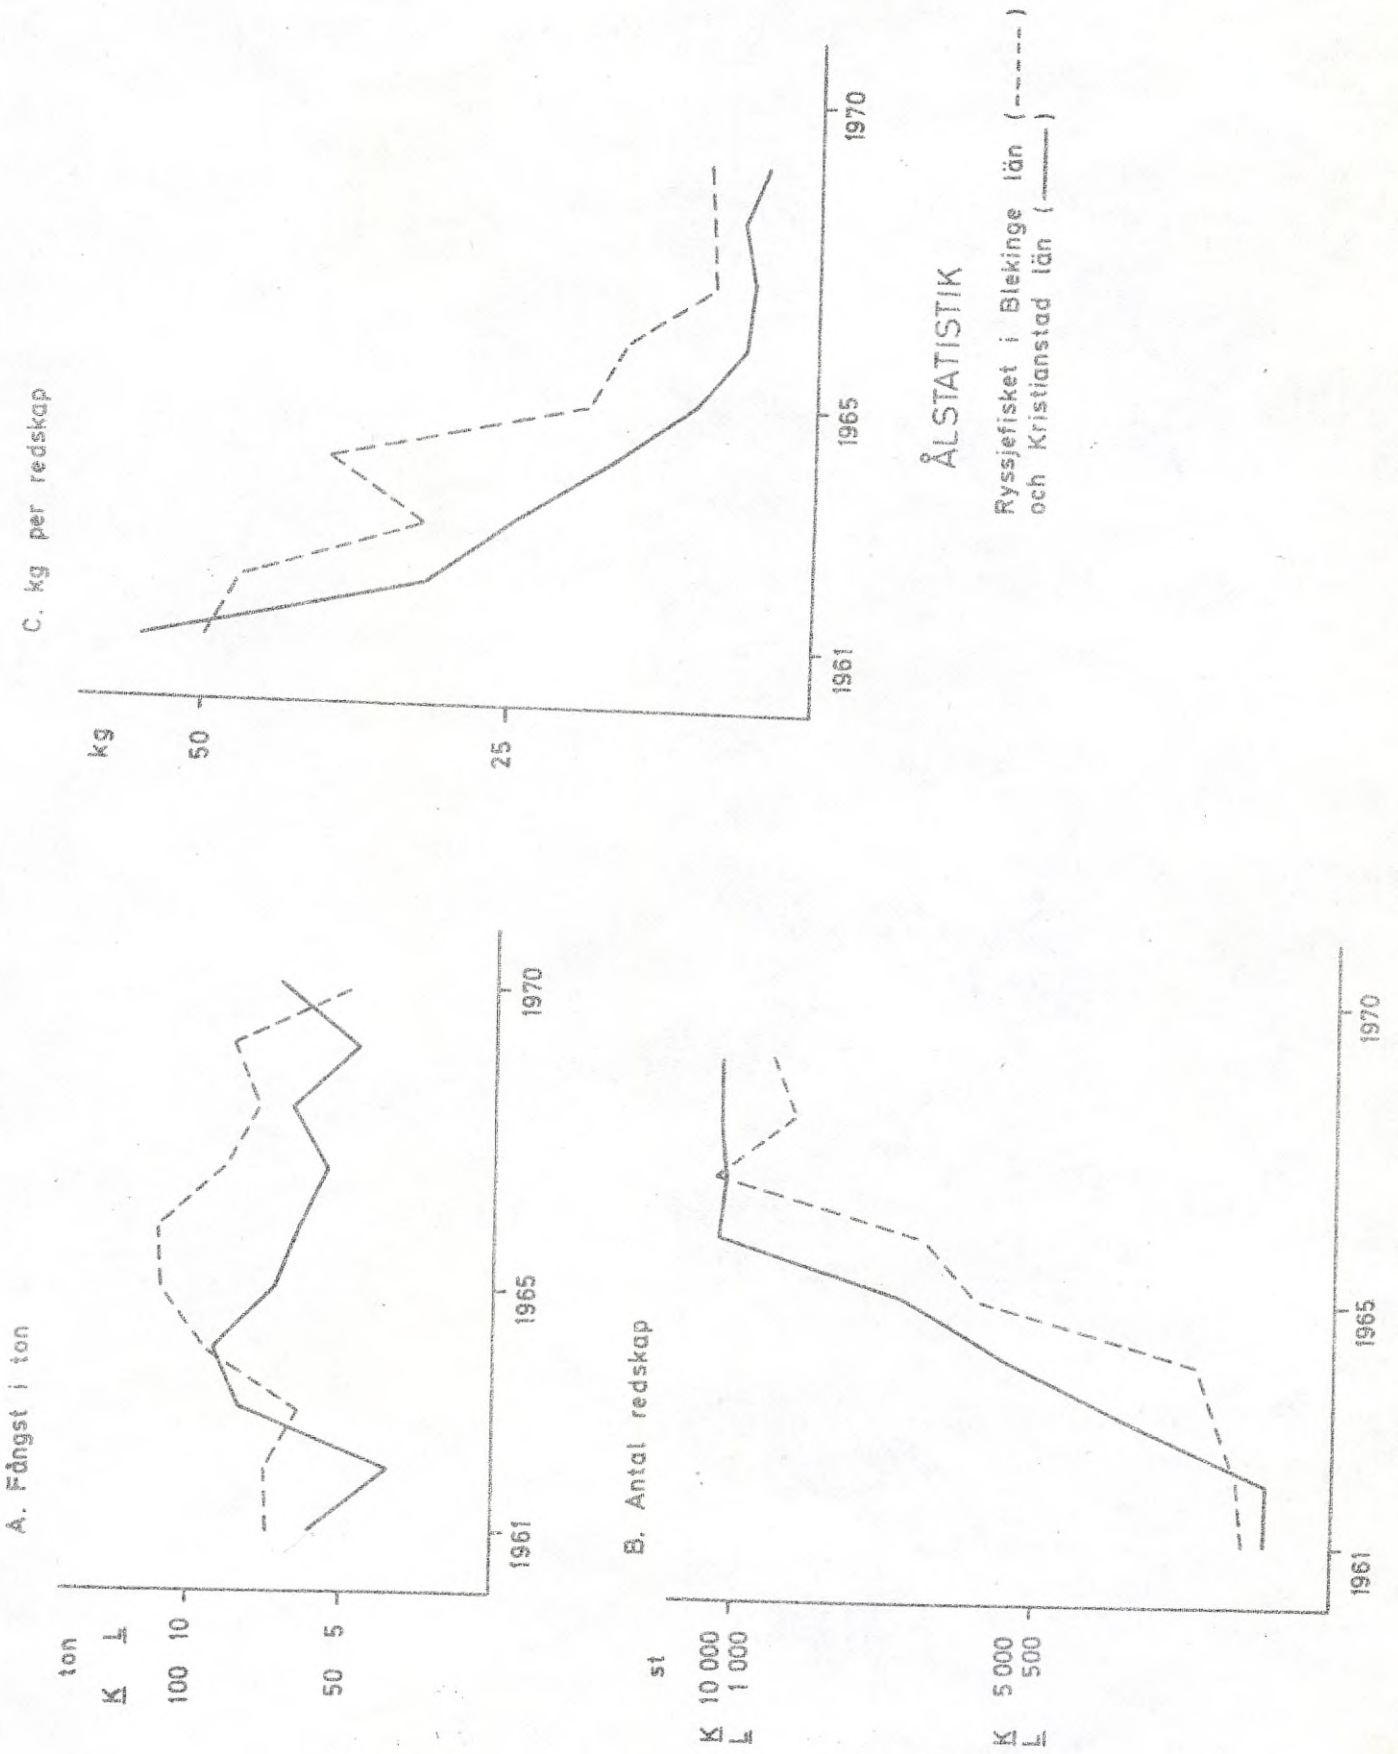 A. Fångst i ton
ton
K L
100 10
50 5
1961
1965
1970
B. Antal redskap
st
K 10 000
L 1 000
K 5 000
L 500
1961
1965
1970
C. kg per redskap
kg
50
25
1961
1965
1970
ÅLSTATISTIK
Ryssjefisket i Blekinge län (-----)
och Kristianstad län (——)